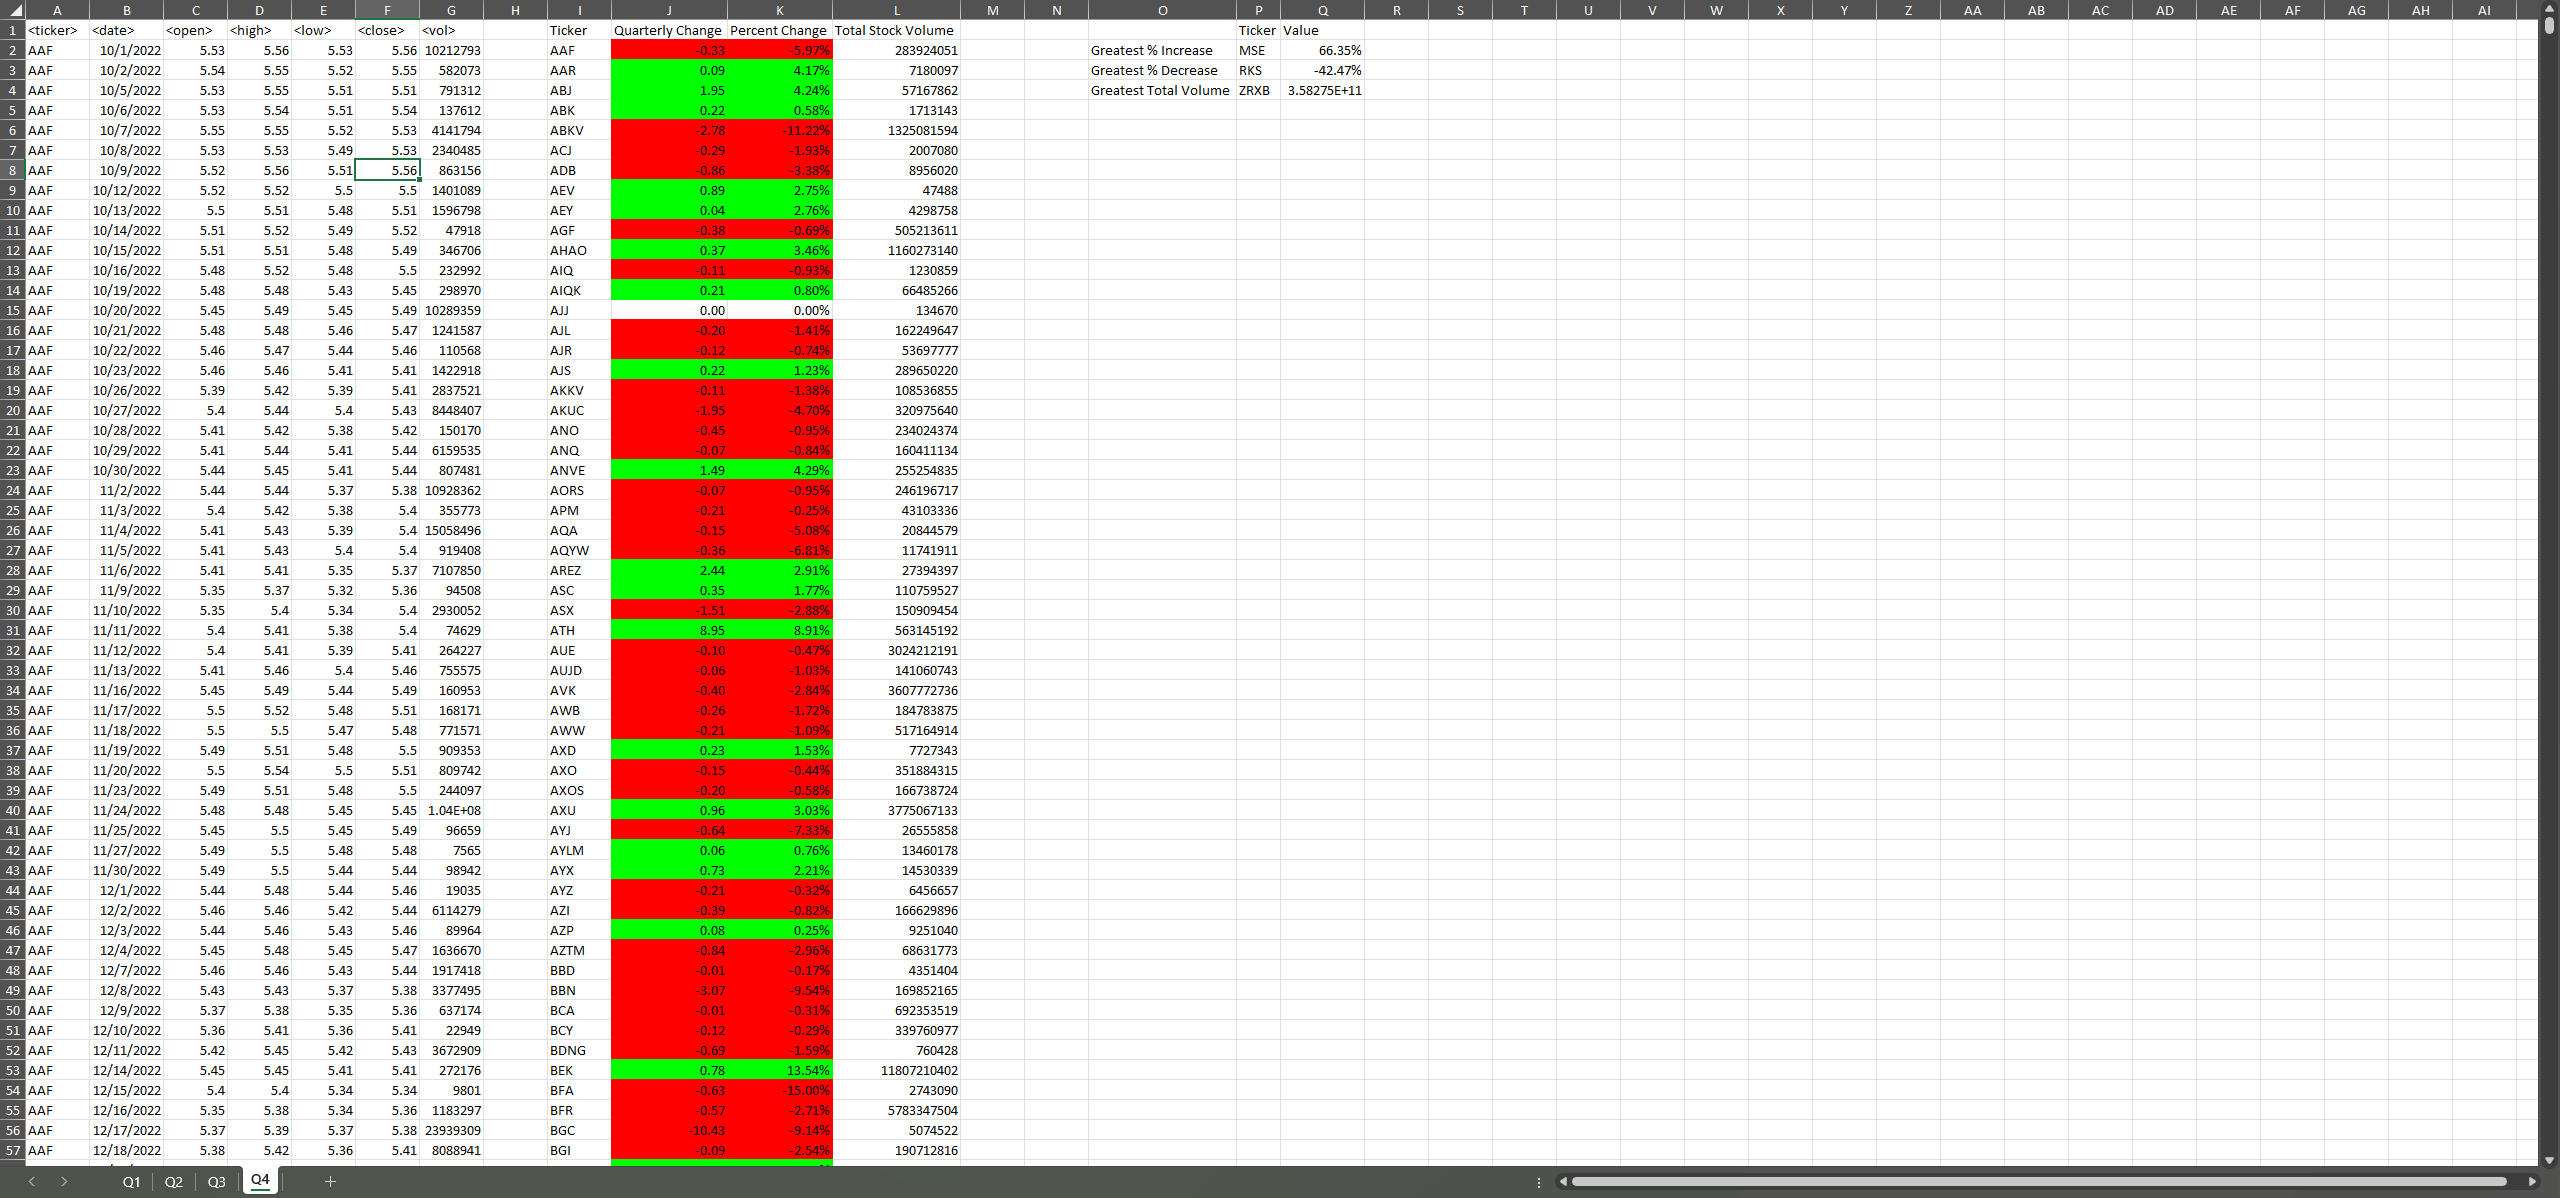 A B C D E F G H I J K L M N O P Q R S T U V W X Y Z AA AB AC AD AE AF AG AH AI
1 <ticker> <date> <open> <high> <low> <close> <vol> Ticker Quarterly Change Percent Change Total Stock Volume Ticker Value
2 AAF 10/1/2022 5.53 5.56 5.53 5.56 10212793 AAF -0.33 -5.97% 283924051 Greatest % Increase MSE 66.35%
3 AAF 10/2/2022 5.54 5.55 5.52 5.55 582073 AAR 0.09 4.17% 7180097 Greatest % Decrease RKS -42.47%
4 AAF 10/5/2022 5.53 5.55 5.51 5.51 791312 ABJ 1.95 4.24% 57167862 Greatest Total Volume ZRXB 3.58275E+11
5 AAF 10/6/2022 5.53 5.54 5.51 5.54 137612 ABK 0.22 0.58% 1713143
6 AAF 10/7/2022 5.55 5.55 5.52 5.53 4141794 ABKV -2.78 -11.22% 1325081594
7 AAF 10/8/2022 5.53 5.53 5.49 5.53 2340485 ACJ -0.29 -1.93% 2007080
8 AAF 10/9/2022 5.52 5.56 5.51 5.56 863156 ADB -0.86 -3.38% 8956020
9 AAF 10/12/2022 5.52 5.52 5.5 5.5 1401089 AEV 0.89 2.75% 47488
10 AAF 10/13/2022 5.5 5.51 5.48 5.51 1596798 AEY 0.04 2.76% 4298758
11 AAF 10/14/2022 5.51 5.52 5.49 5.52 47918 AGF -0.38 -0.69% 505213611
12 AAF 10/15/2022 5.51 5.51 5.48 5.49 346706 AHAO 0.37 3.46% 1160273140
13 AAF 10/16/2022 5.48 5.52 5.48 5.5 232992 AIQ -0.11 -0.93% 1230859
14 AAF 10/19/2022 5.48 5.48 5.43 5.45 298970 AIQK 0.21 0.80% 66485266
15 AAF 10/20/2022 5.45 5.49 5.45 5.49 10289359 AJJ 0.00 0.00% 134670
16 AAF 10/21/2022 5.48 5.48 5.46 5.47 1241587 AJL -0.20 -1.41% 162249647
17 AAF 10/22/2022 5.46 5.47 5.44 5.46 110568 AJR -0.12 -0.74% 53697777
18 AAF 10/23/2022 5.46 5.46 5.41 5.41 1422918 AJS 0.22 1.23% 289650220
19 AAF 10/26/2022 5.39 5.42 5.39 5.41 2837521 AKKV -0.11 -1.38% 108536855
20 AAF 10/27/2022 5.4 5.44 5.4 5.43 8448407 AKUC -1.95 -4.70% 320975640
21 AAF 10/28/2022 5.41 5.42 5.38 5.42 150170 ANO -0.45 -0.95% 234024374
22 AAF 10/29/2022 5.41 5.44 5.41 5.44 6159535 ANQ -0.07 -0.84% 160411134
23 AAF 10/30/2022 5.44 5.45 5.41 5.44 807481 ANVE 1.49 4.29% 255254835
24 AAF 11/2/2022 5.44 5.44 5.37 5.38 10928362 AORS -0.07 -0.95% 246196717
25 AAF 11/3/2022 5.4 5.42 5.38 5.4 355773 APM -0.21 -0.25% 43103336
26 AAF 11/4/2022 5.41 5.43 5.39 5.4 15058496 AQA -0.15 -5.08% 20844579
27 AAF 11/5/2022 5.41 5.43 5.4 5.4 919408 AQYW -0.36 -6.81% 11741911
28 AAF 11/6/2022 5.41 5.41 5.35 5.37 7107850 AREZ 2.44 2.91% 27394397
29 AAF 11/9/2022 5.35 5.37 5.32 5.36 94508 ASC 0.35 1.77% 110759527
30 AAF 11/10/2022 5.35 5.4 5.34 5.4 2930052 ASX -1.51 -2.88% 150909454
31 AAF 11/11/2022 5.4 5.41 5.38 5.4 74629 ATH 8.95 8.91% 563145192
32 AAF 11/12/2022 5.4 5.41 5.39 5.41 264227 AUE -0.10 -0.47% 3024212191
33 AAF 11/13/2022 5.41 5.46 5.4 5.46 755575 AUJD -0.06 -1.03% 141060743
34 AAF 11/16/2022 5.45 5.49 5.44 5.49 160953 AVK -0.40 -2.84% 3607772736
35 AAF 11/17/2022 5.5 5.52 5.48 5.51 168171 AWB -0.26 -1.72% 184783875
36 AAF 11/18/2022 5.5 5.5 5.47 5.48 771571 AWW -0.21 -1.09% 517164914
37 AAF 11/19/2022 5.49 5.51 5.48 5.5 909353 AXD 0.23 1.53% 7727343
38 AAF 11/20/2022 5.5 5.54 5.5 5.51 809742 AXO -0.15 -0.44% 351884315
39 AAF 11/23/2022 5.49 5.51 5.48 5.5 244097 AXOS -0.20 -0.58% 166738724
40 AAF 11/24/2022 5.48 5.48 5.45 5.45 1.04E+08 AXU 0.96 3.03% 3775067133
41 AAF 11/25/2022 5.45 5.5 5.45 5.49 96659 AYJ -0.64 -7.33% 26555858
42 AAF 11/27/2022 5.49 5.5 5.48 5.48 7565 AYLM 0.06 0.76% 13460178
43 AAF 11/30/2022 5.49 5.5 5.44 5.44 98942 AYX 0.73 2.21% 14530339
44 AAF 12/1/2022 5.44 5.48 5.44 5.46 19035 AYZ -0.21 -0.32% 6456657
45 AAF 12/2/2022 5.46 5.46 5.42 5.44 6114279 AZI -0.39 -0.82% 166629896
46 AAF 12/3/2022 5.44 5.46 5.43 5.46 89964 AZP 0.08 0.25% 9251040
47 AAF 12/4/2022 5.45 5.48 5.45 5.47 1636670 AZTM -0.84 -2.96% 68631773
48 AAF 12/7/2022 5.46 5.46 5.43 5.44 1917418 BBD -0.01 -0.17% 4351404
49 AAF 12/8/2022 5.43 5.43 5.37 5.38 3377495 BBN -3.07 -9.54% 169852165
50 AAF 12/9/2022 5.37 5.38 5.35 5.36 637174 BCA -0.01 -0.31% 692353519
51 AAF 12/10/2022 5.36 5.41 5.36 5.41 22949 BCY -0.12 -0.29% 339760977
52 AAF 12/11/2022 5.42 5.45 5.42 5.43 3672909 BDNG -0.69 -1.59% 760428
53 AAF 12/14/2022 5.45 5.45 5.41 5.41 272176 BEK 0.78 13.54% 11807210402
54 AAF 12/15/2022 5.4 5.4 5.34 5.34 9801 BFA -0.63 -15.00% 2743090
55 AAF 12/16/2022 5.35 5.38 5.34 5.36 1183297 BFR -0.57 -2.71% 5783347504
56 AAF 12/17/2022 5.37 5.39 5.37 5.38 23939309 BGC -10.43 -9.14% 5074522
57 AAF 12/18/2022 5.38 5.42 5.36 5.41 8088941 BGI -0.09 -2.54% 190712816
Q1 Q2 Q3 Q4